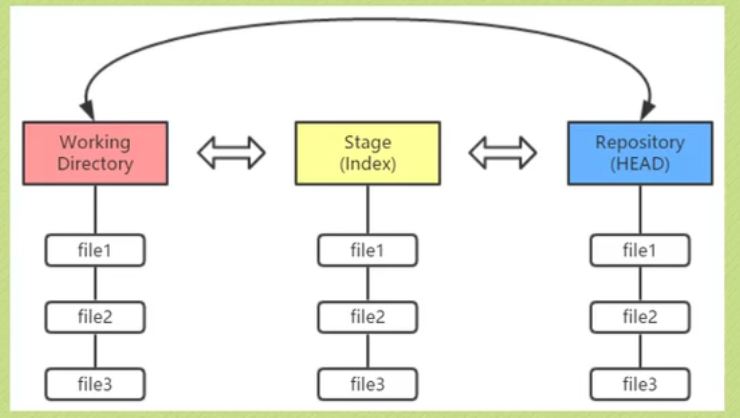 Working
Directory
Stage
(Index)
Repository
(HEAD)
file1
file1
file1
file2
file2
file2
file3
file3
file3